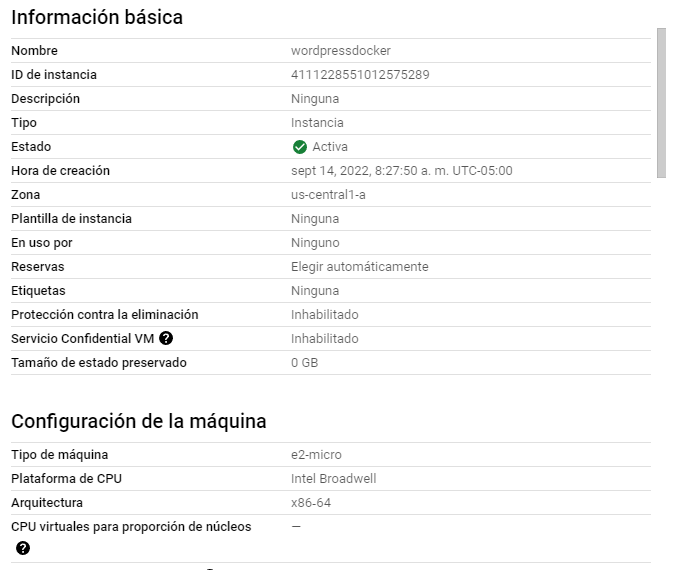 Información básica
Nombre wordpressdocker
ID de instancia 4111228551012575289
Descripción Ninguna
Tipo Instancia
Estado Activa
Hora de creación sept 14, 2022, 8:27:50 a. m. UTC-05:00
Zona us-central1-a
Plantilla de instancia Ninguna
En uso por Ninguno
Reservas Elegir automáticamente
Etiquetas Ninguna
Protección contra la eliminación Inhabilitado
Servicio Confidential VM ? Inhabilitado
Tamaño de estado preservado 0 GB
Configuración de la máquina
Tipo de máquina e2-micro
Plataforma de CPU Intel Broadwell
Arquitectura x86-64
CPU virtuales para proporción de núcleos —
?